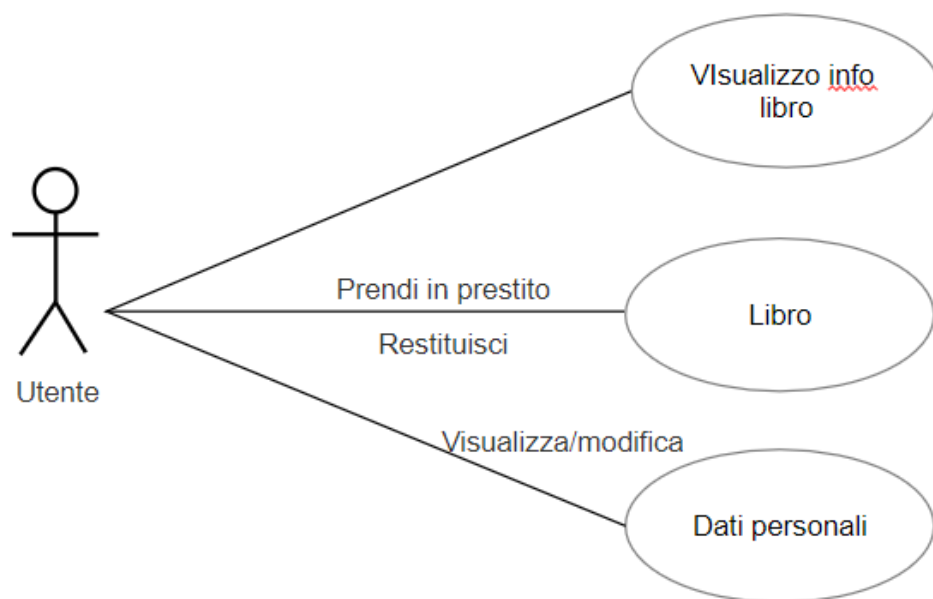 VIsualizzo info
libro
Prendi in prestito
Libro
Restituisci
Utente
Visualizza/modifica
Dati personali